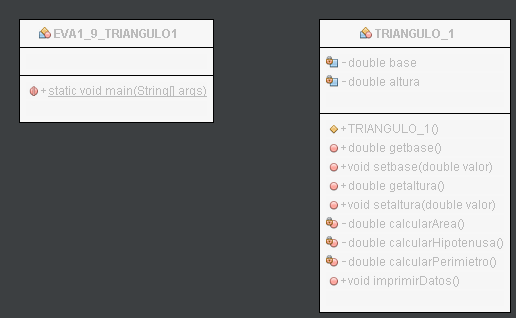 EVA1_9_TRIANGULO1
+static void main(String[] args)
TRIANGULO_1
-double base
-double altura
+TRIANGULO_1()
+double getbase()
+void setbase(double valor)
+double getaltura()
+void setaltura(double valor)
-double calcularArea()
-double calcularHipotenusa()
-double calcularPerimietro()
+void imprimirDatos()